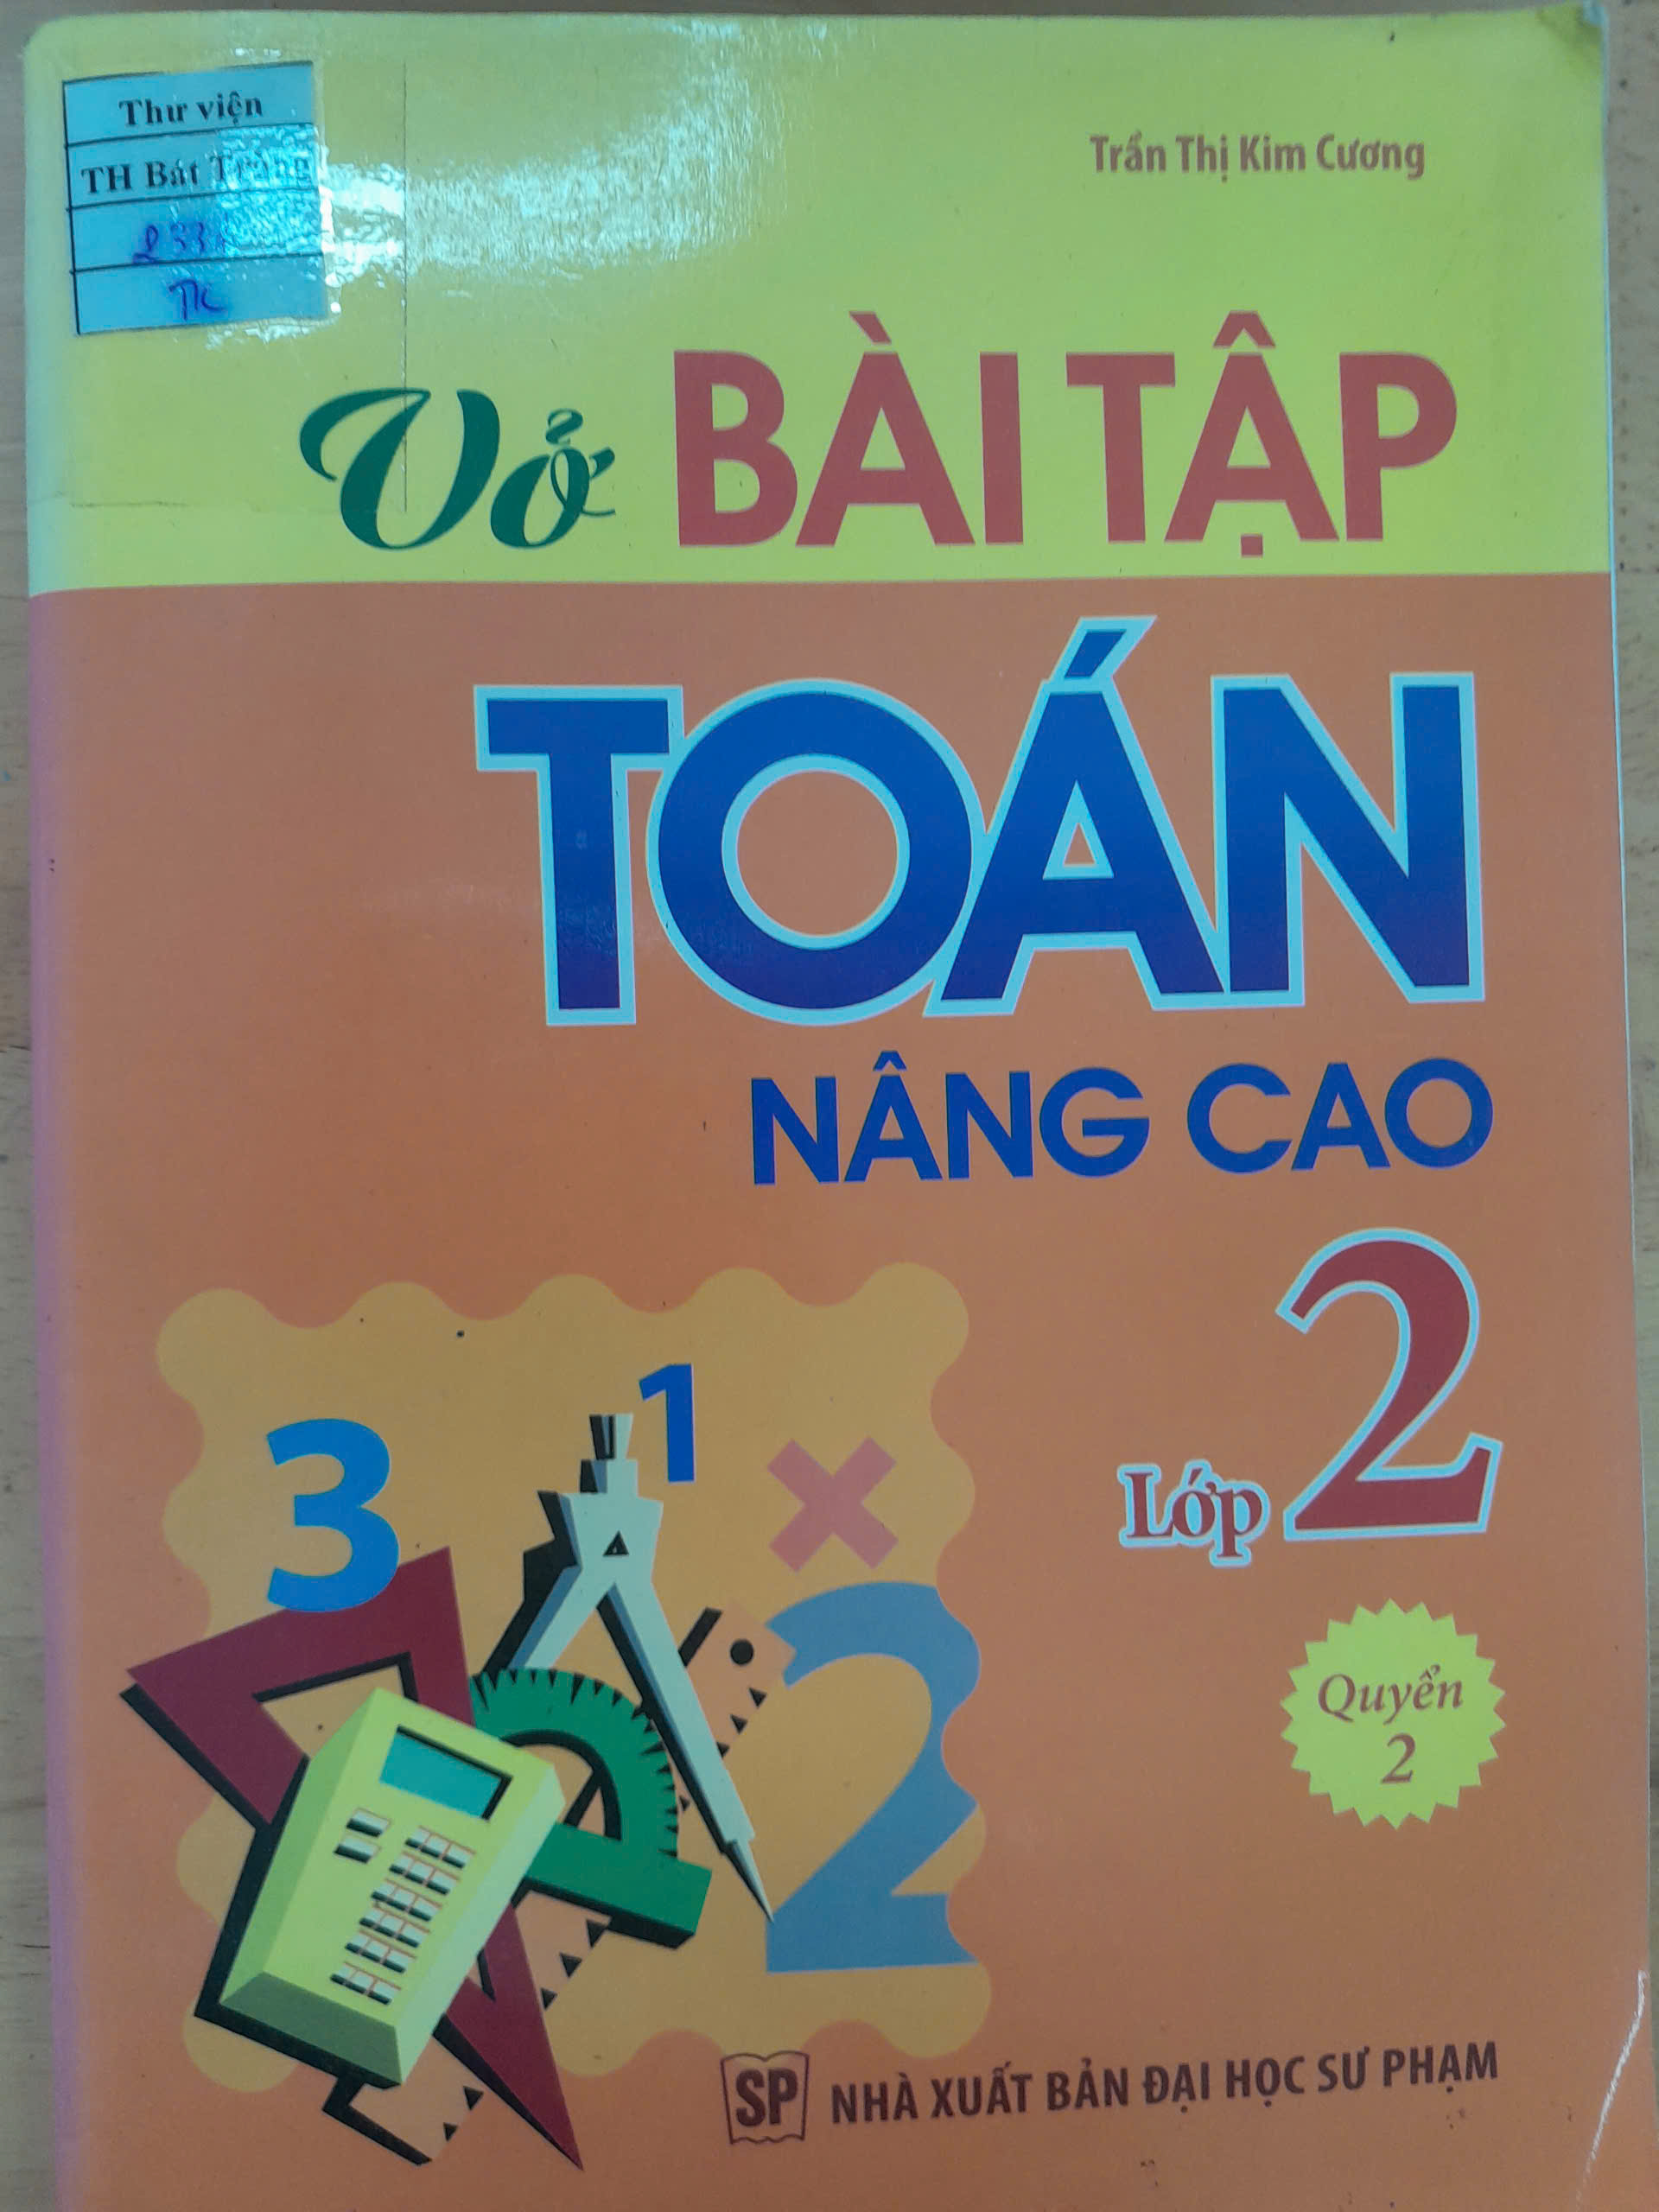 Thư viện
TH Bát Tràng
TK
Trần Thị Kim Cương
Vở BÀI TẬP
TOÁN
NÂNG CAO
Lớp 2
3
1
2
Quyển
2
SP NHÀ XUẤT BẢN ĐẠI HỌC SƯ PHẠM